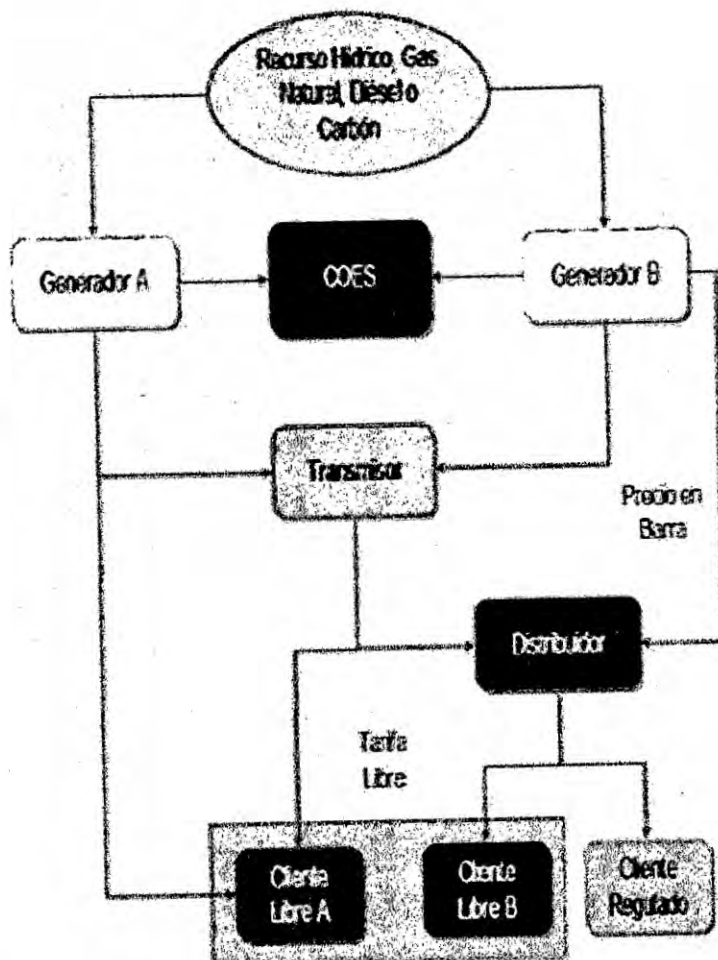 Recurso Hídrico, Gas
Natural, Diesel o
Carbón
Generador A
COES
Generador B
Transmisor
Precio en
Barra
Distribuidor
Tarifa
Libre
Cliente
Libre A
Cliente
Libre B
Cliente
Regulado